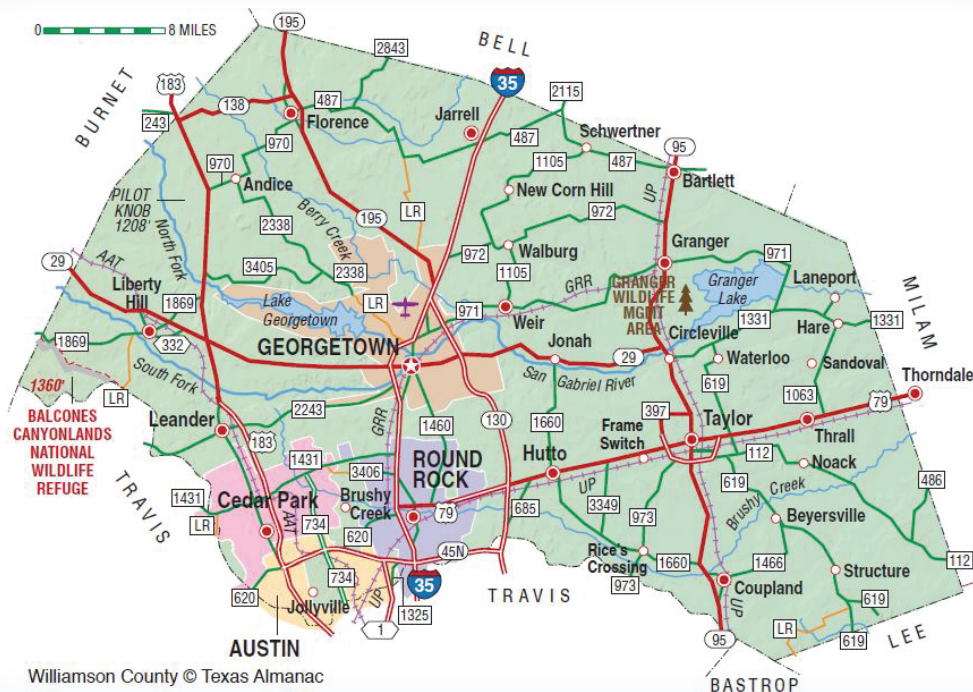 0 8 MILES
195
2843
BELL
35
183
BURNET
138
487
Florence
Jarrell
2115
243
Schwertner
487
95
970
1105
487
970
Andice
New Corn Hill
UP
Bartlett
PILOT
KNOB
1208'
LR
972
Berry Creek
195
2338
North Fork
Walburg
Granger
972
971
29
AAT
3405
2338
1105
GRR
GRANGER
WILDLIFE
MGMT
AREA
Granger
Lake
Laneport
MILAM
Liberty
Hill
1869
Lake
Georgetown
LR
971
Weir
Circleville
1331
Hare
1331
1869
332
GEORGETOWN
Jonah
29
Waterloo
Sandoval
1360'
South Fork
San Gabriel River
619
Thorndale
BALCONES
CANYONLANDS
NATIONAL
WILDLIFE
REFUGE
LR
Leander
2243
GRR
1460
130
1660
397
1063
79
Taylor
Frame
Switch
Thrall
183
1431
3406
ROUND
ROCK
Hutto
112
Noack
TRAVIS
1431
Cedar Park
Brushy
Creek
UP
619
Brushy Creek
486
LR
AAT
734
79
685
3349
973
Beyersville
620
45N
Rice's
Crossing
1660
1466
112
734
35
973
Coupland
Structure
620
Jollyville
UP
1325
TRAVIS
UP
619
AUSTIN
1
95
LR
619
LEE
Williamson County © Texas Almanac
BASTROP